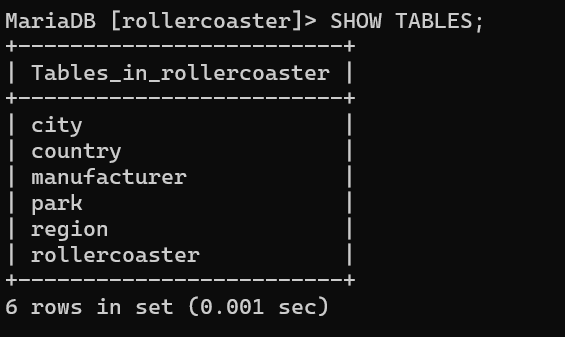 MariaDB [rollercoaster]> SHOW TABLES;
+-------------------------+
| Tables_in_rollercoaster |
+-------------------------+
| city                    |
| country                 |
| manufacturer            |
| park                    |
| region                  |
| rollercoaster           |
+-------------------------+
6 rows in set (0.001 sec)